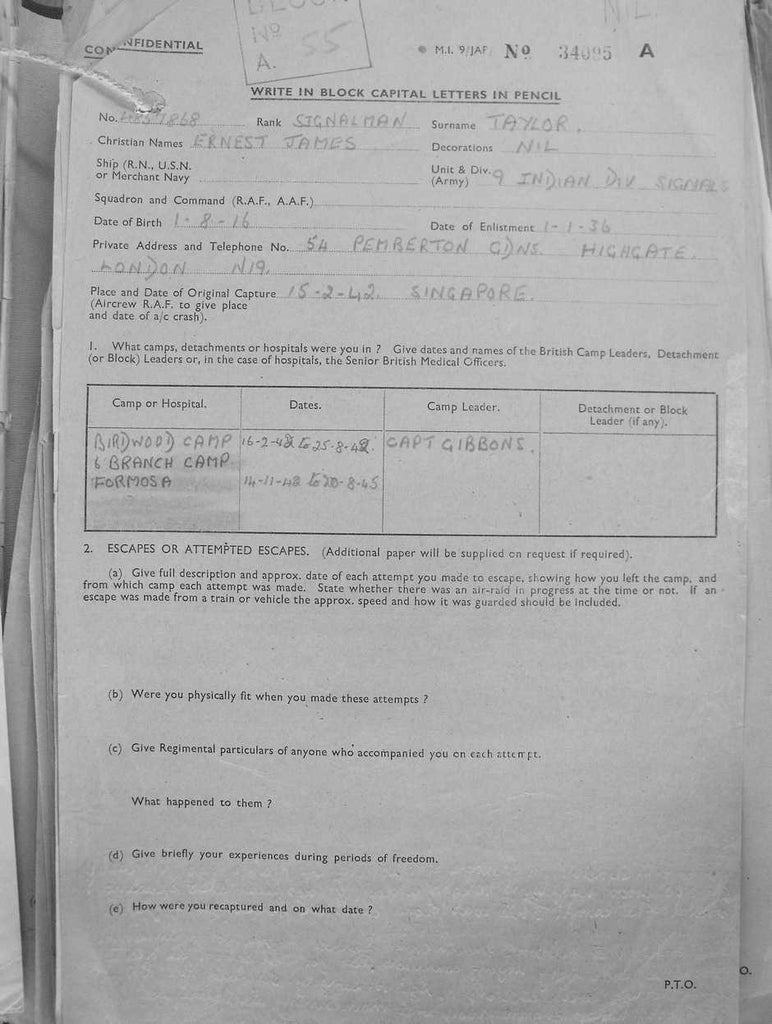 NIL
BLOCK
No
A. 55
CONFIDENTIAL
M.I. 9/JAP No 34095 A
WRITE IN BLOCK CAPITAL LETTERS IN PENCIL
No. Rank SIGNALMAN Surname TAYLOR.
Christian Names ERNEST JAMES Decorations NIL
Ship (R.N., U.S.N. or Merchant Navy Unit & Div. (Army) 9 INDIAN DIV SIGNALS
Squadron and Command (R.A.F., A.A.F.)
Date of Birth 1-8-16 Date of Enlistment 1-1-36
Private Address and Telephone No. 54 PEMBERTON GDNS. HIGHGATE.
LONDON N19.
Place and Date of Original Capture 15-2-42. SINGAPORE.
(Aircrew R.A.F. to give place
and date of a/c crash).
1. What camps, detachments or hospitals were you in ? Give dates and names of the British Camp Leaders, Detachment
(or Block) Leaders or, in the case of hospitals, the Senior British Medical Officers.
Camp or Hospital. Dates. Camp Leader. Detachment or Block
Leader (if any).
BIRDWOOD CAMP 16-2-42 to 25-8-42. CAPT GIBBONS.
6 BRANCH CAMP
FORMOSA 14-11-42 to 20-8-45
2. ESCAPES OR ATTEMPTED ESCAPES. (Additional paper will be supplied on request if required).
(a) Give full description and approx. date of each attempt you made to escape, showing how you left the camp, and
from which camp each attempt was made. State whether there was an air-raid in progress at the time or not. If an
escape was made from a train or vehicle the approx. speed and how it was guarded should be included.
(b) Were you physically fit when you made these attempts ?
(c) Give Regimental particulars of anyone who accompanied you on each attempt.
What happened to them ?
(d) Give briefly your experiences during periods of freedom.
(e) How were you recaptured and on what date ?
O.
P.T.O.